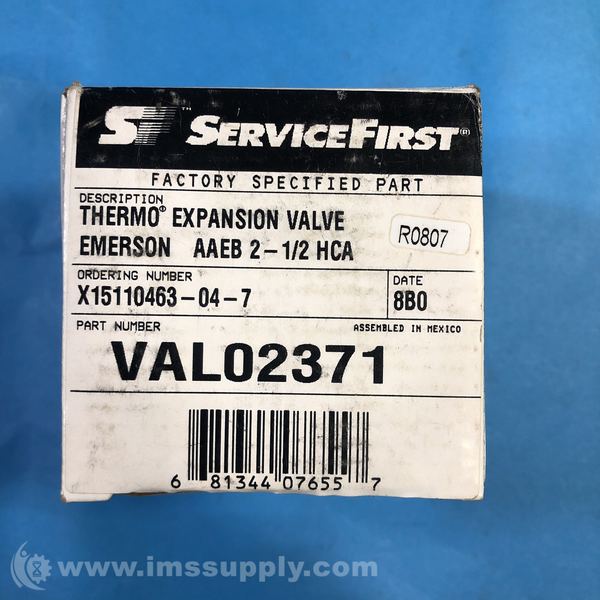 SERVICEFIRST®
FACTORY SPECIFIED PART
DESCRIPTION
THERMO® EXPANSION VALVE
EMERSON AAEB 2-1/2 HCA
R0807
ORDERING NUMBER
X15110463-04-7
DATE
8B0
PART NUMBER
ASSEMBLED IN MEXICO
VAL02371
6 81344 07655 7
© www.imssupply.com